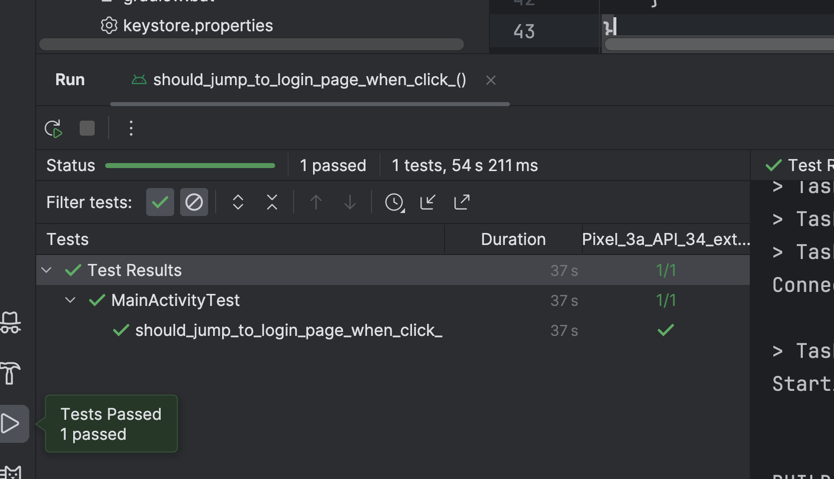 keystore.properties
43
}
Run
should_jump_to_login_page_when_click_()
Status
1 passed
1 tests, 54 s 211 ms
Filter tests:
Tests
Duration
Pixel_3a_API_34_ext...
Test Results
37 s
1/1
MainActivityTest
37 s
1/1
should_jump_to_login_page_when_click_
37 s
Tests Passed
1 passed
Test R
> Tas
> Tas
> Tas
Conne
> Tas
Start